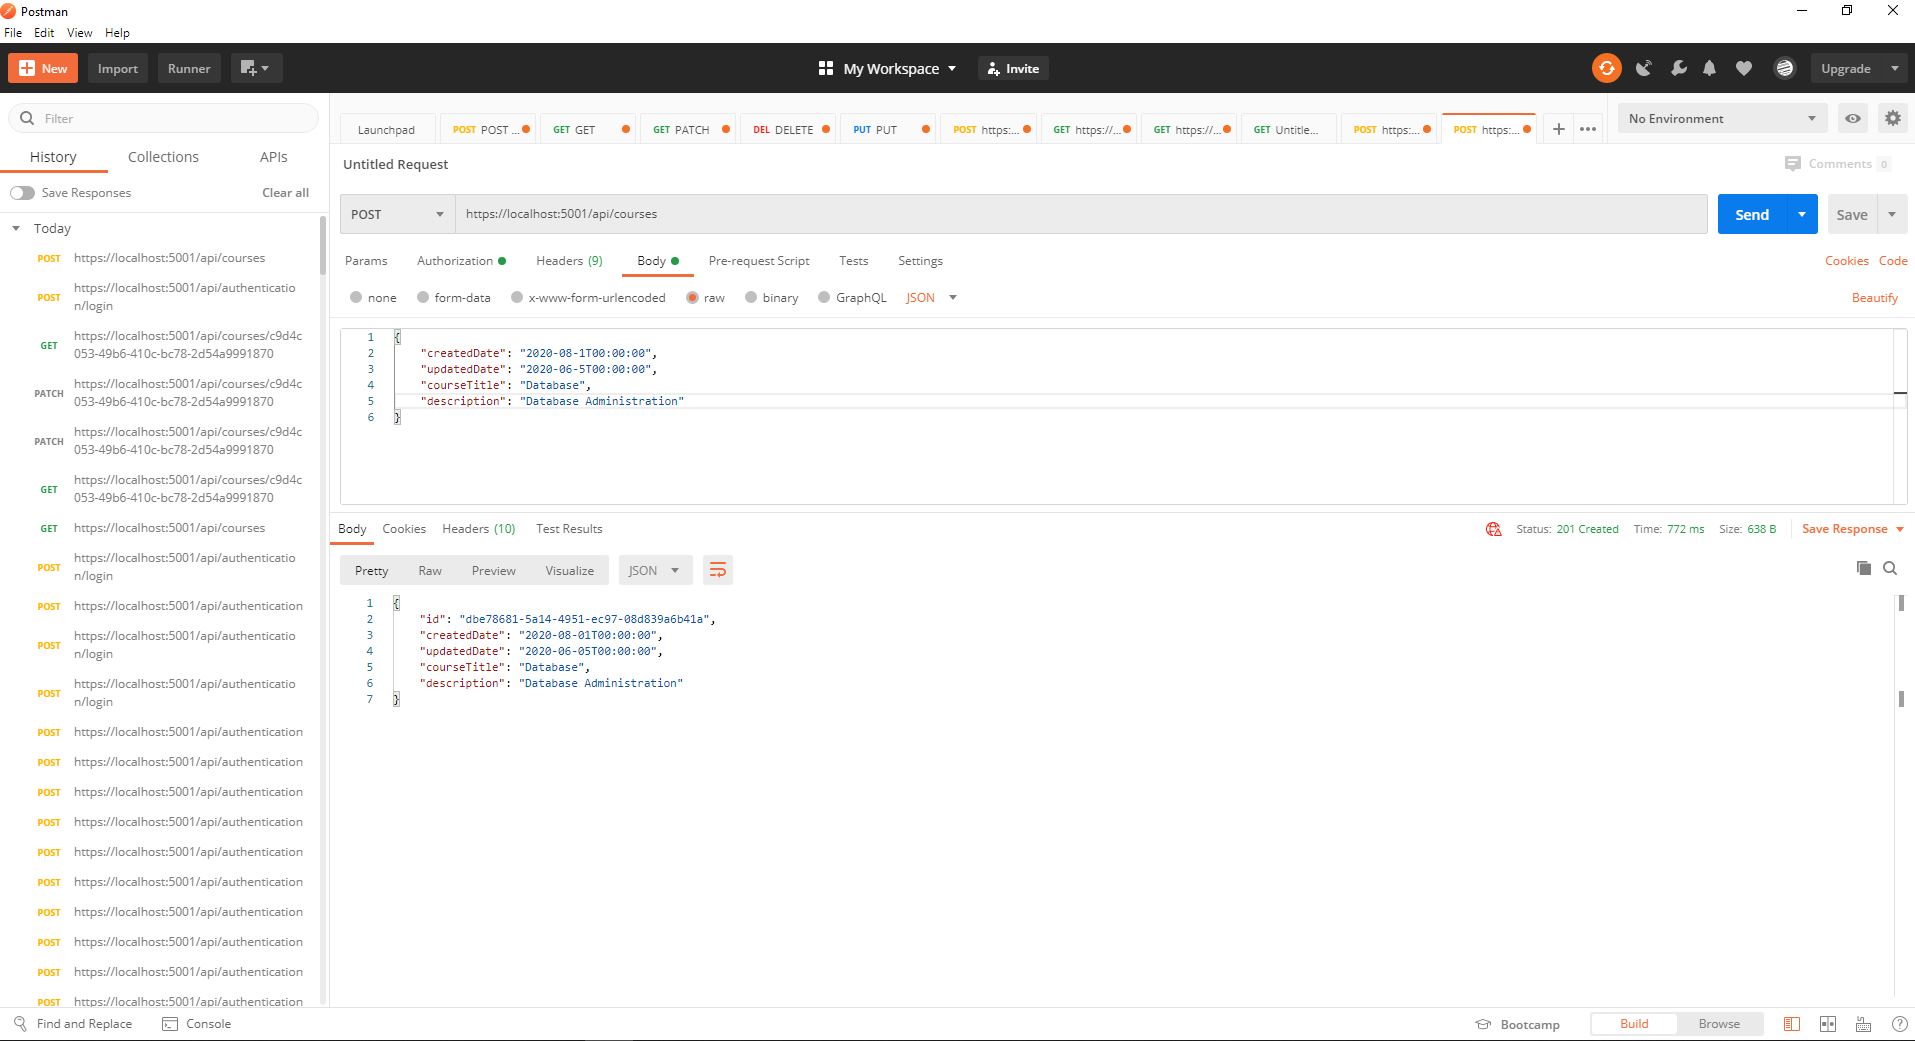 Postman
File Edit View Help
New Import Runner My Workspace Invite Upgrade
Filter
History Collections APIs
Save Responses Clear all
Today
POST https://localhost:5001/api/courses
POST https://localhost:5001/api/authenticatio
n/login
GET https://localhost:5001/api/courses/c9d4c
053-49b6-410c-bc78-2d54a9991870
PATCH https://localhost:5001/api/courses/c9d4c
053-49b6-410c-bc78-2d54a9991870
PATCH https://localhost:5001/api/courses/c9d4c
053-49b6-410c-bc78-2d54a9991870
GET https://localhost:5001/api/courses/c9d4c
053-49b6-410c-bc78-2d54a9991870
GET https://localhost:5001/api/courses
POST https://localhost:5001/api/authenticatio
n/login
POST https://localhost:5001/api/authentication
POST https://localhost:5001/api/authenticatio
n/login
POST https://localhost:5001/api/authenticatio
n/login
POST https://localhost:5001/api/authentication
POST https://localhost:5001/api/authentication
POST https://localhost:5001/api/authentication
POST https://localhost:5001/api/authentication
POST https://localhost:5001/api/authentication
POST https://localhost:5001/api/authentication
POST https://localhost:5001/api/authentication
POST https://localhost:5001/api/authentication
POST https://localhost:5001/api/authentication
POST https://localhost:5001/api/authentication
Launchpad POST POST ... GET GET GET PATCH DEL DELETE PUT PUT POST https:... GET https://... GET https://... GET Untitle... POST https:... POST https:... No Environment
Untitled Request Comments 0
POST https://localhost:5001/api/courses Send Save
Params Authorization Headers (9) Body Pre-request Script Tests Settings Cookies Code
none form-data x-www-form-urlencoded raw binary GraphQL JSON Beautify
1 {
2 "createdDate": "2020-08-1T00:00:00",
3 "updatedDate": "2020-06-5T00:00:00",
4 "courseTitle": "Database",
5 "description": "Database Administration"
6 }
Body Cookies Headers (10) Test Results Status: 201 Created Time: 772 ms Size: 638 B Save Response
Pretty Raw Preview Visualize JSON
1 {
2 "id": "dbe78681-5a14-4951-ec97-08d839a6b41a",
3 "createdDate": "2020-08-01T00:00:00",
4 "updatedDate": "2020-06-05T00:00:00",
5 "courseTitle": "Database",
6 "description": "Database Administration"
7 }
Find and Replace Console Bootcamp Build Browse